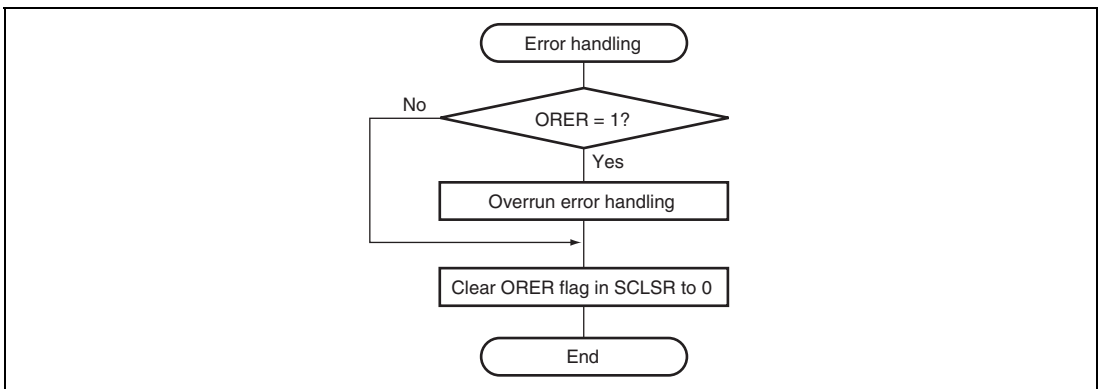 Error handling
No
ORER = 1?
Yes
Overrun error handling
Clear ORER flag in SCLSR to 0
End